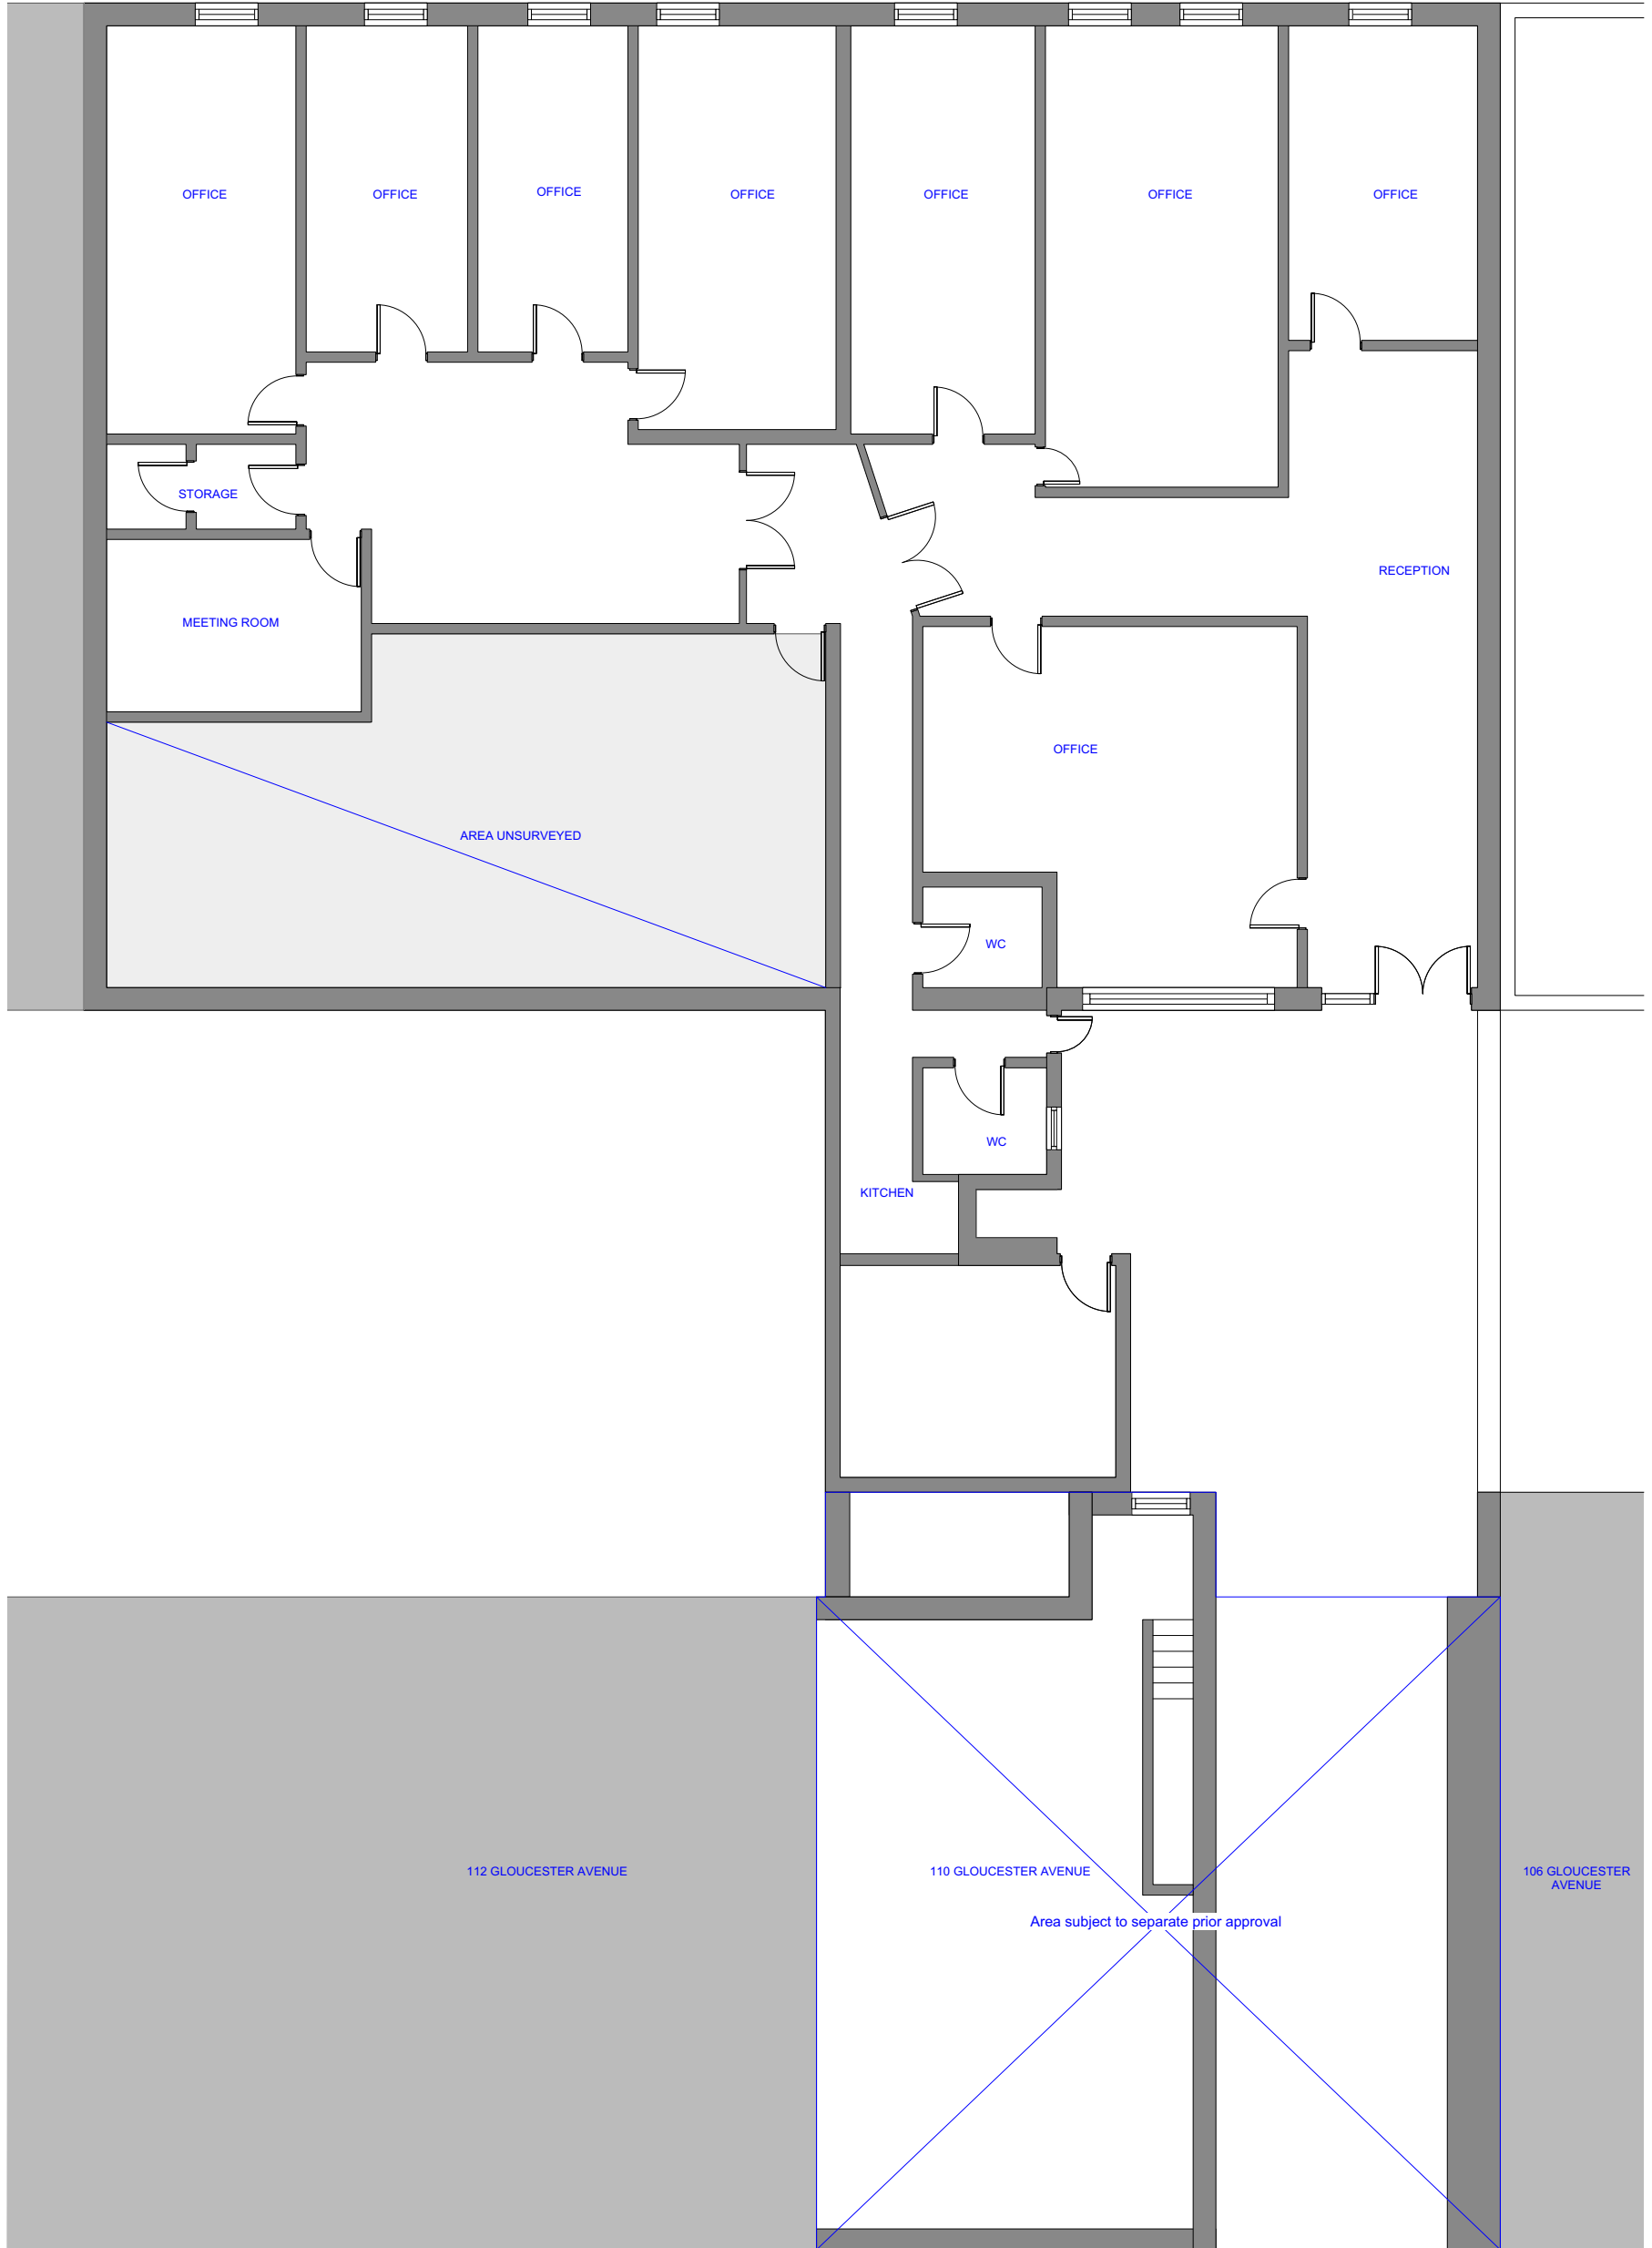 OFFICE
OFFICE
OFFICE
OFFICE
OFFICE
OFFICE
OFFICE
STORAGE
RECEPTION
MEETING ROOM
OFFICE
AREA UNSURVEYED
WC
WC
KITCHEN
112 GLOUCESTER AVENUE
110 GLOUCESTER AVENUE
106 GLOUCESTER
AVENUE
Area subject to separate prior approval